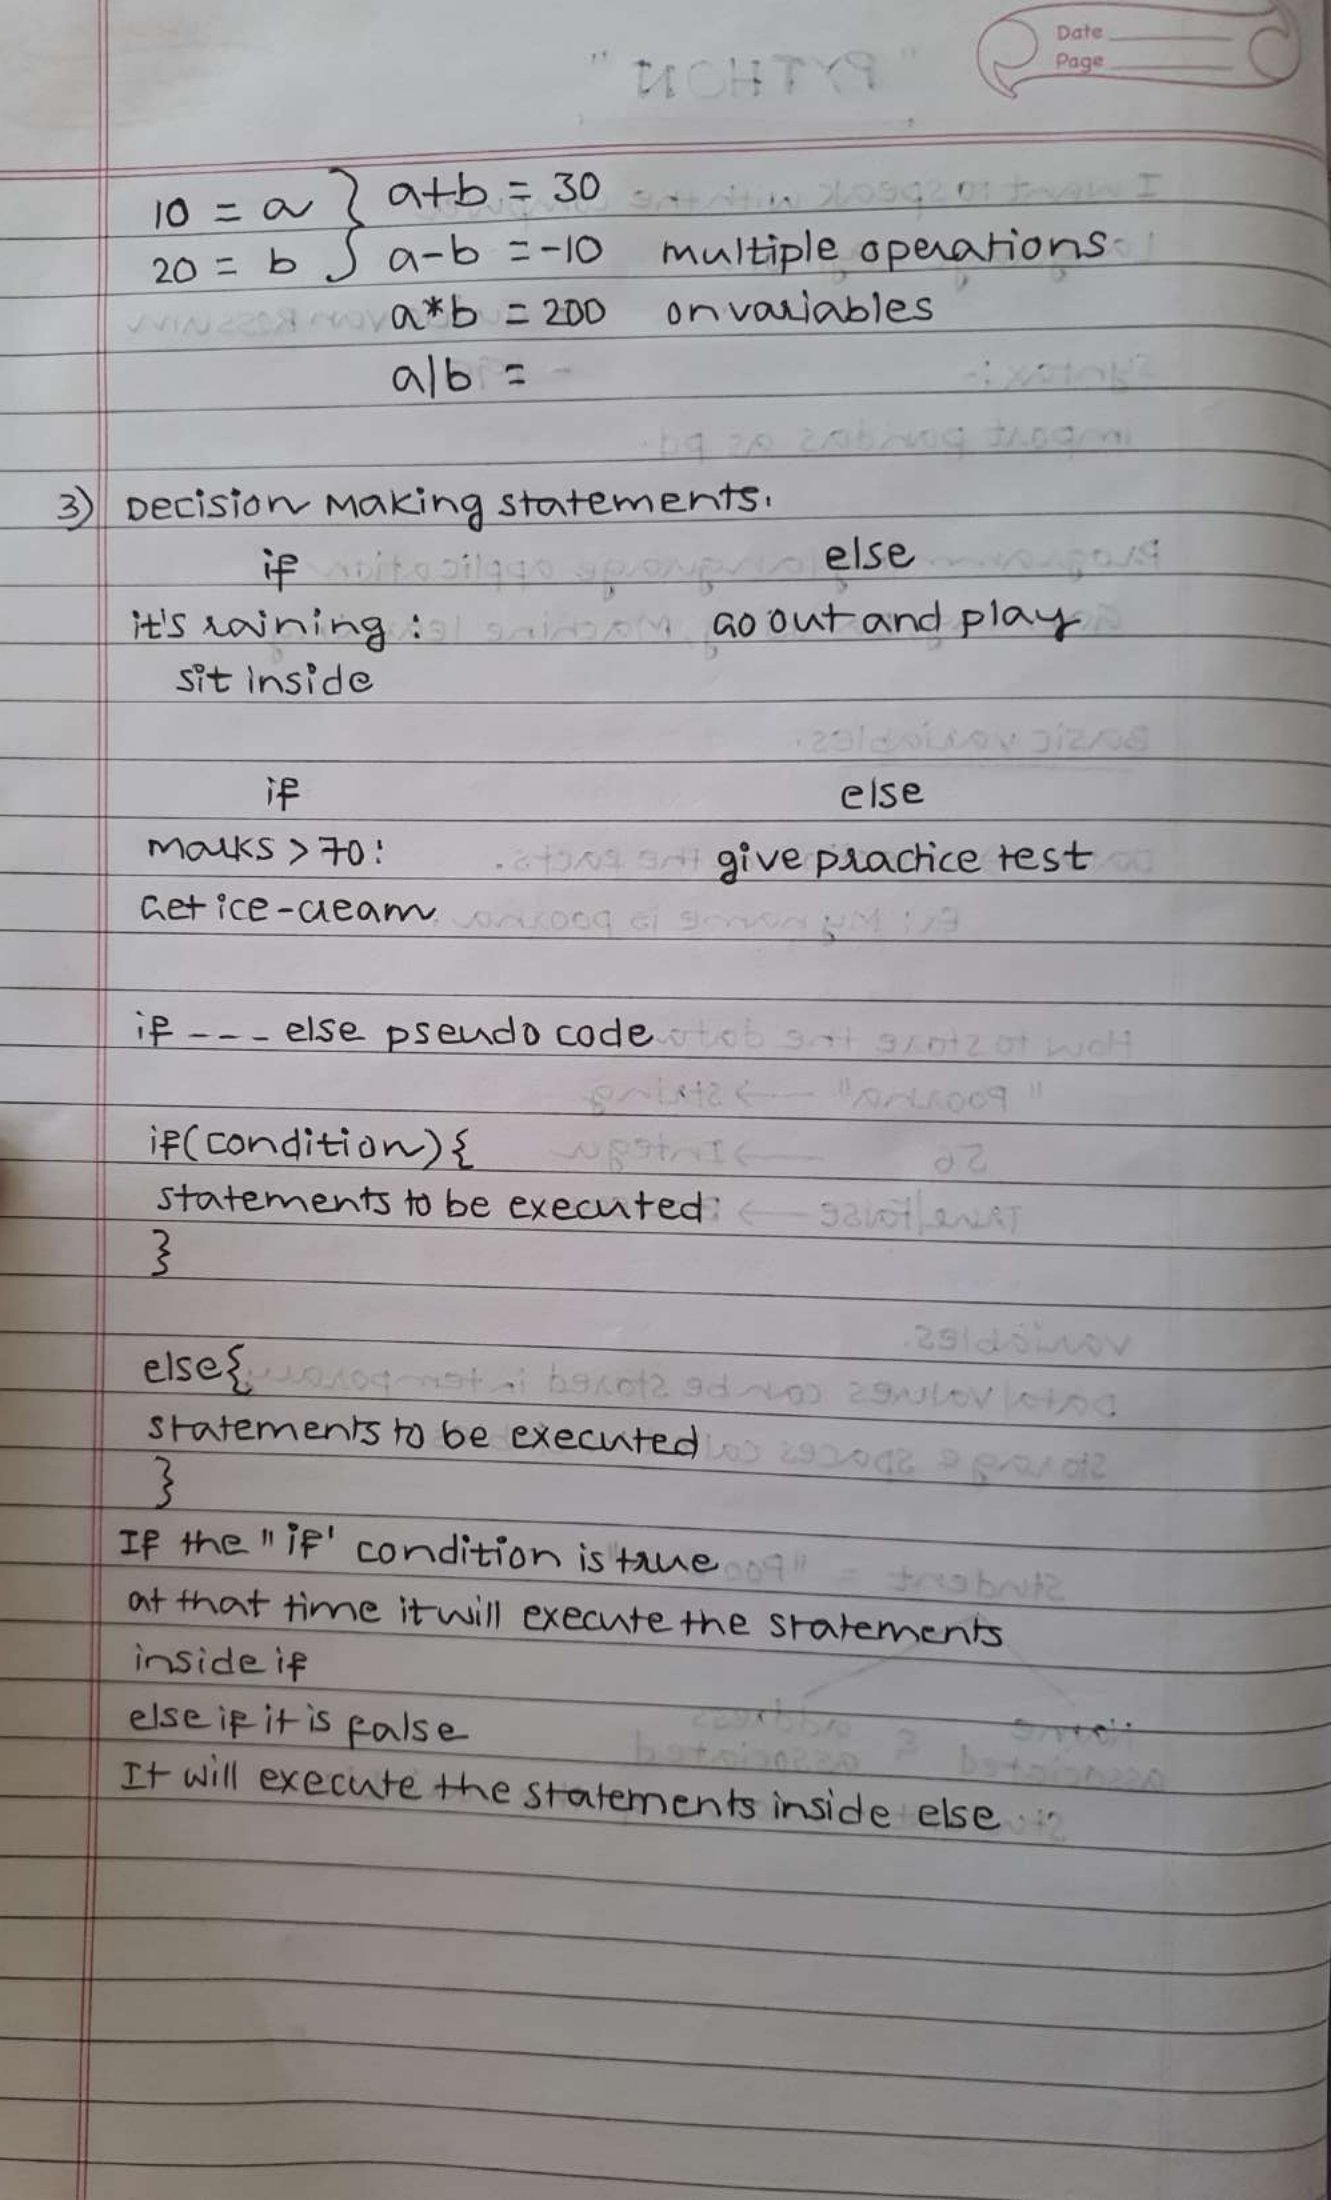 Date
Page
10 = a } a+b = 30
20 = b } a-b = -10 multiple operations
a*b = 200 on variables
a/b =
3) Decision Making statements.
if else
it's raining : Go out and play
sit inside
if else
marks > 70: give practice test
Get ice-cream
if --- else pseudo code
if(condition){
statements to be executed:
}
else{
statements to be executed
}
If the "if' condition is true
at that time it will execute the statements
inside if
else if it is false
It will execute the statements inside else